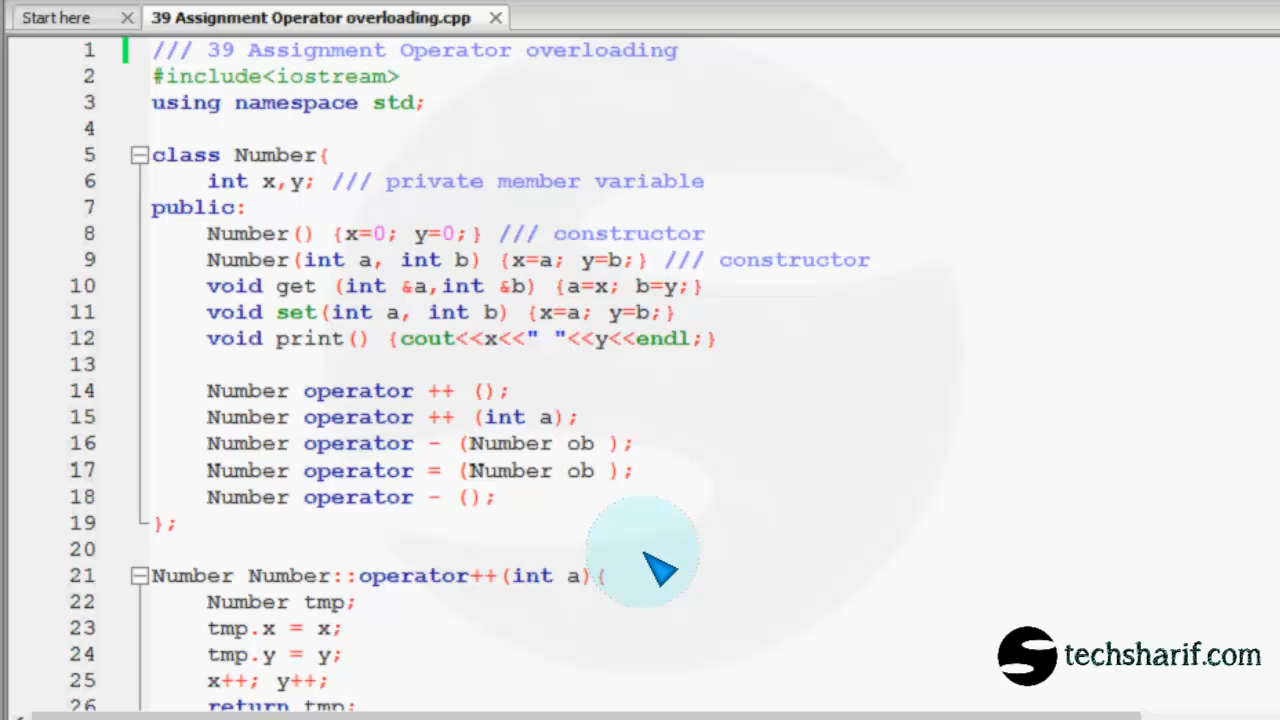 Start here
39 Assignment Operator overloading.cpp
1 /// 39 Assignment Operator overloading
2 #include<iostream>
3 using namespace std;
4
5 class Number{
6 int x,y; /// private member variable
7 public:
8 Number() {x=0; y=0;} /// constructor
9 Number(int a, int b) {x=a; y=b;} /// constructor
10 void get (int &a,int &b) {a=x; b=y;}
11 void set(int a, int b) {x=a; y=b;}
12 void print() {cout<<x<<" "<<y<<endl;}
13
14 Number operator ++ ();
15 Number operator ++ (int a);
16 Number operator - (Number ob );
17 Number operator = (Number ob );
18 Number operator - ();
19 };
20
21 Number Number::operator++(int a){
22 Number tmp;
23 tmp.x = x;
24 tmp.y = y;
25 x++; y++;
26 return tmp;
techsharif.com